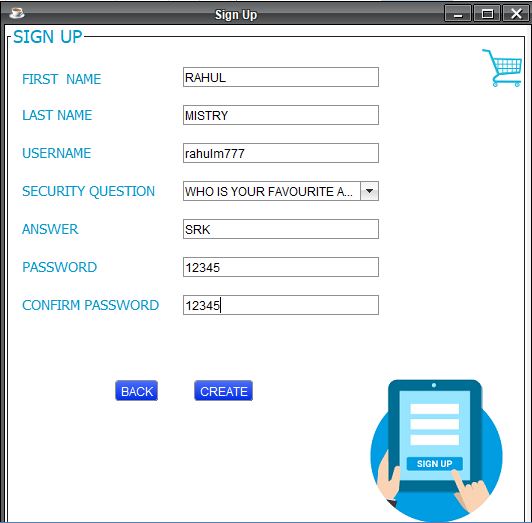 Sign Up
SIGN UP
FIRST NAME RAHUL
LAST NAME MISTRY
USERNAME rahulm777
SECURITY QUESTION WHO IS YOUR FAVOURITE A...
ANSWER SRK
PASSWORD 12345
CONFIRM PASSWORD 12345
BACK CREATE
SIGN UP